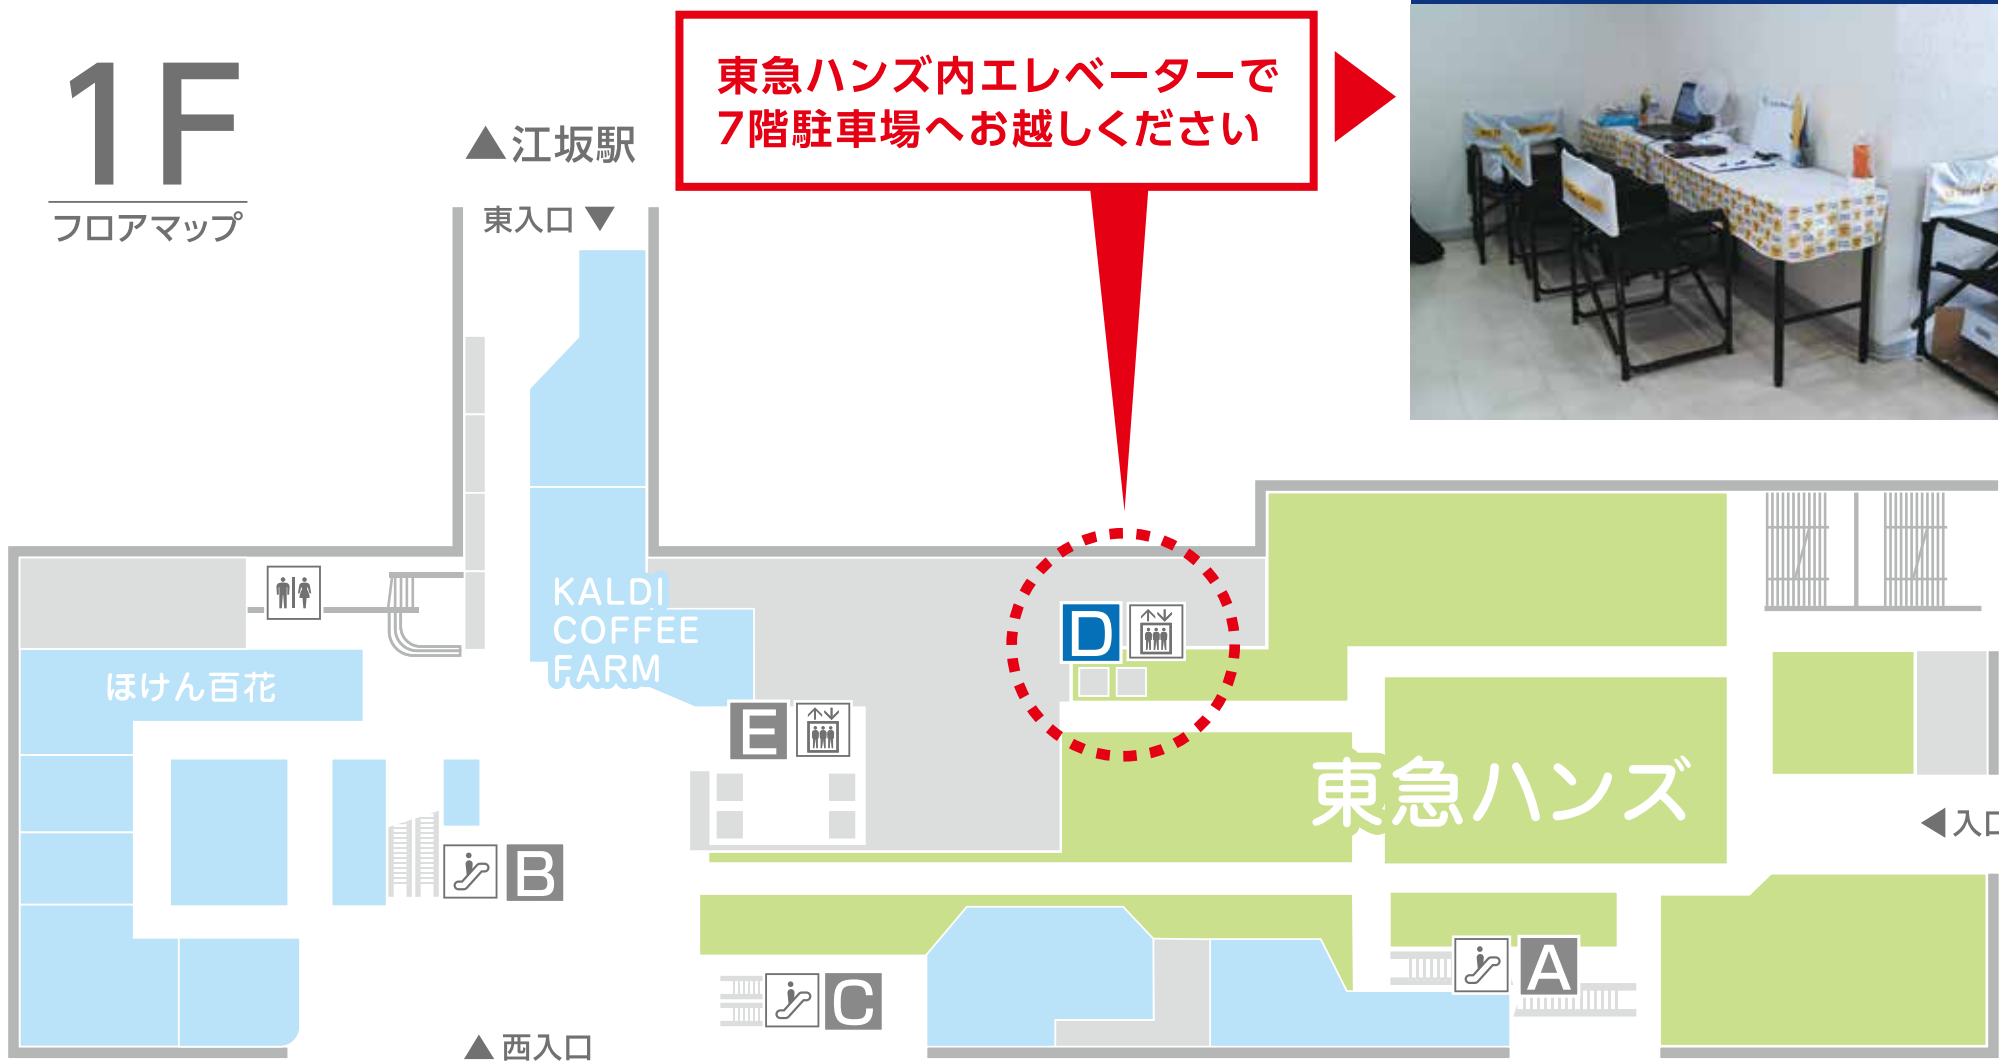 1F
フロアマップ
東急ハンズ内エレベーターで
7階駐車場へお越しください
▲江坂駅
東入口▼
KALDI
COFFEE
FARM
ほけん百花
D
E
東急ハンズ
◀入口
B
A
C
▲西入口